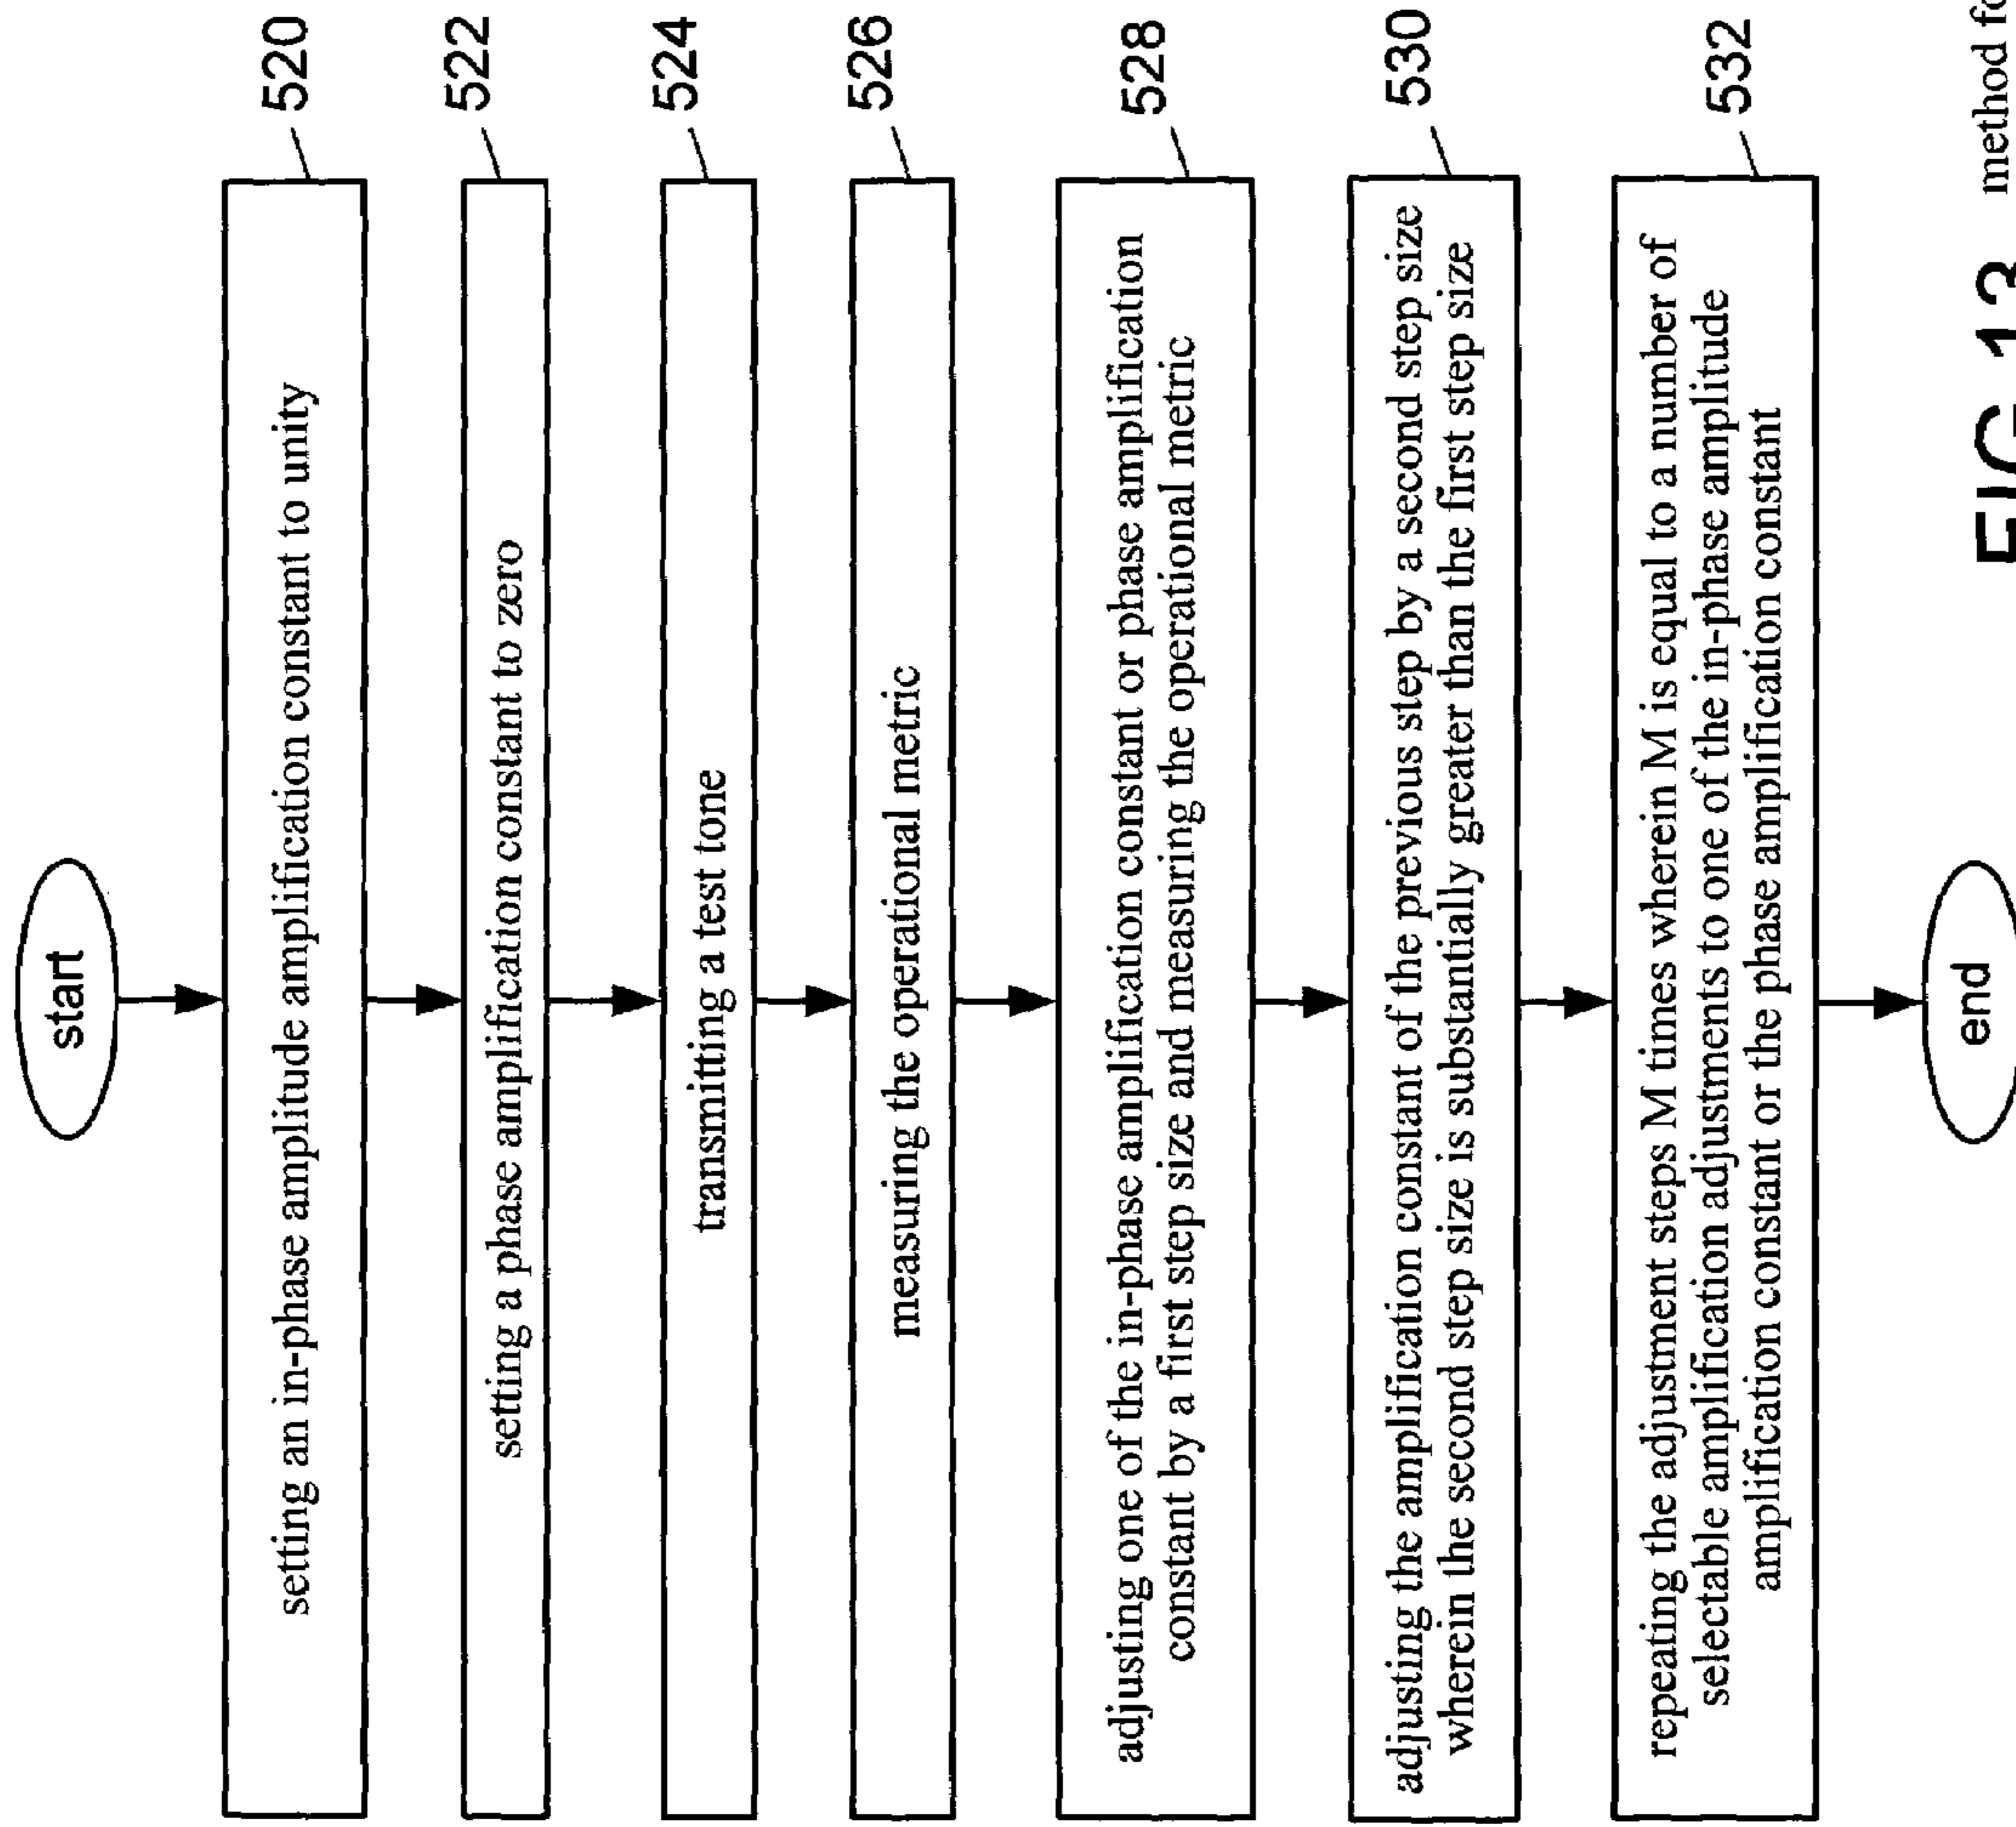 start
setting an in-phase amplitude amplification constant to unity
520
setting a phase amplification constant to zero
522
transmitting a test tone
524
measuring the operational metric
526
adjusting one of the in-phase amplification constant or phase amplification
constant by a first step size and measuring the operational metric
528
adjusting the amplification constant of the previous step by a second step size
wherein the second step size is substantially greater than the first step size
530
repeating the adjustment steps M times wherein M is equal to a number of
selectable amplification adjustments to one of the in-phase amplitude
amplification constant or the phase amplification constant
532
end
FIG. 13 method